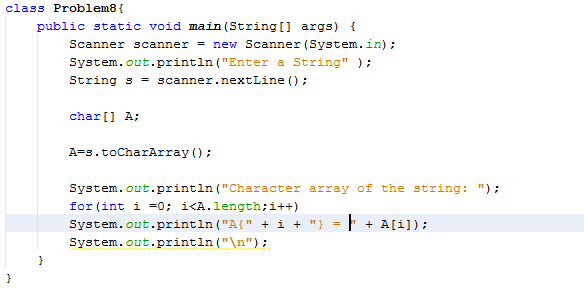 class Problem8{
public static void main(String[] args) {
Scanner scanner = new Scanner(System.in);
System.out.println("Enter a String" );
String s = scanner.nextLine();
char[] A;
A=s.toCharArray();
System.out.println("Character array of the string: ");
for(int i =0; i<A.length;i++)
System.out.println("A{" + i + "} = " + A[i]);
System.out.println("\n");
}
}